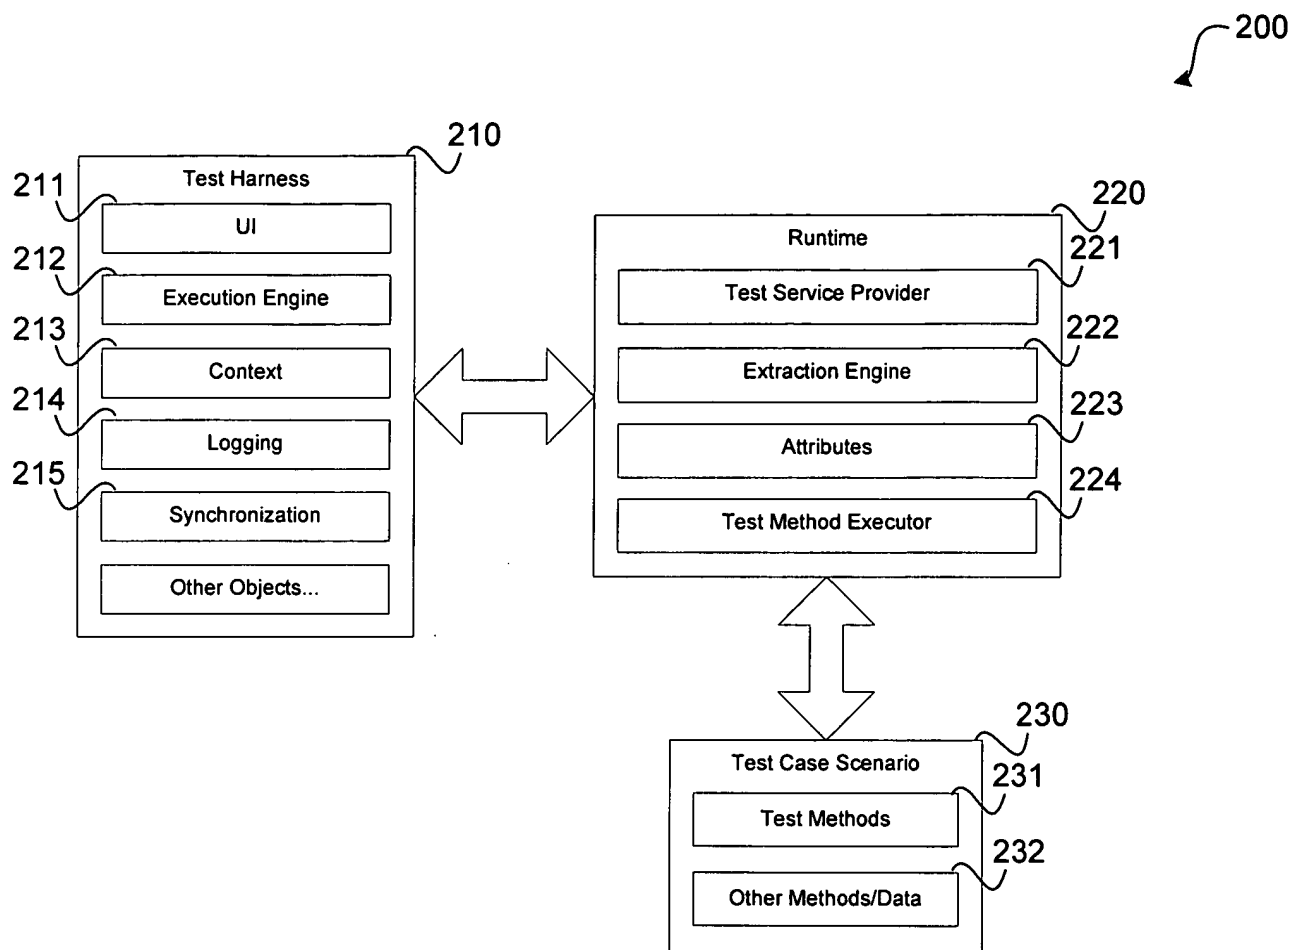 200
210
Test Harness
211
UI
212
Execution Engine
213
Context
214
Logging
215
Synchronization
Other Objects...
220
Runtime
221
Test Service Provider
222
Extraction Engine
223
Attributes
224
Test Method Executor
230
Test Case Scenario
231
Test Methods
232
Other Methods/Data